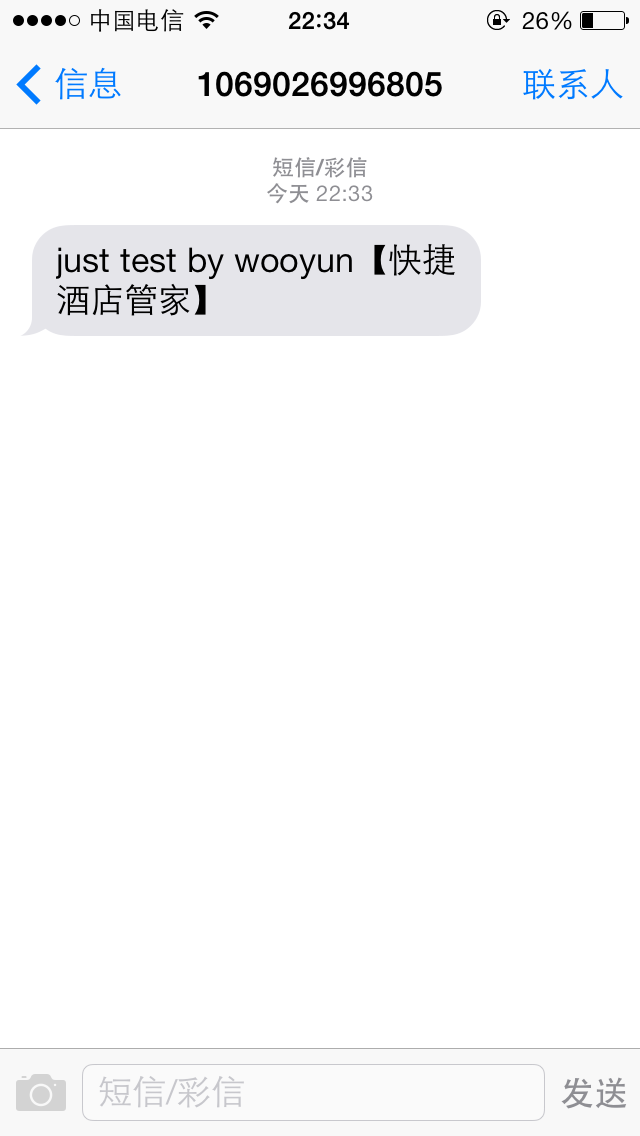 中国电信 22:34 26%
信息 1069026996805 联系人
短信/彩信
今天 22:33
just test by wooyun【快捷
酒店管家】
短信/彩信 发送